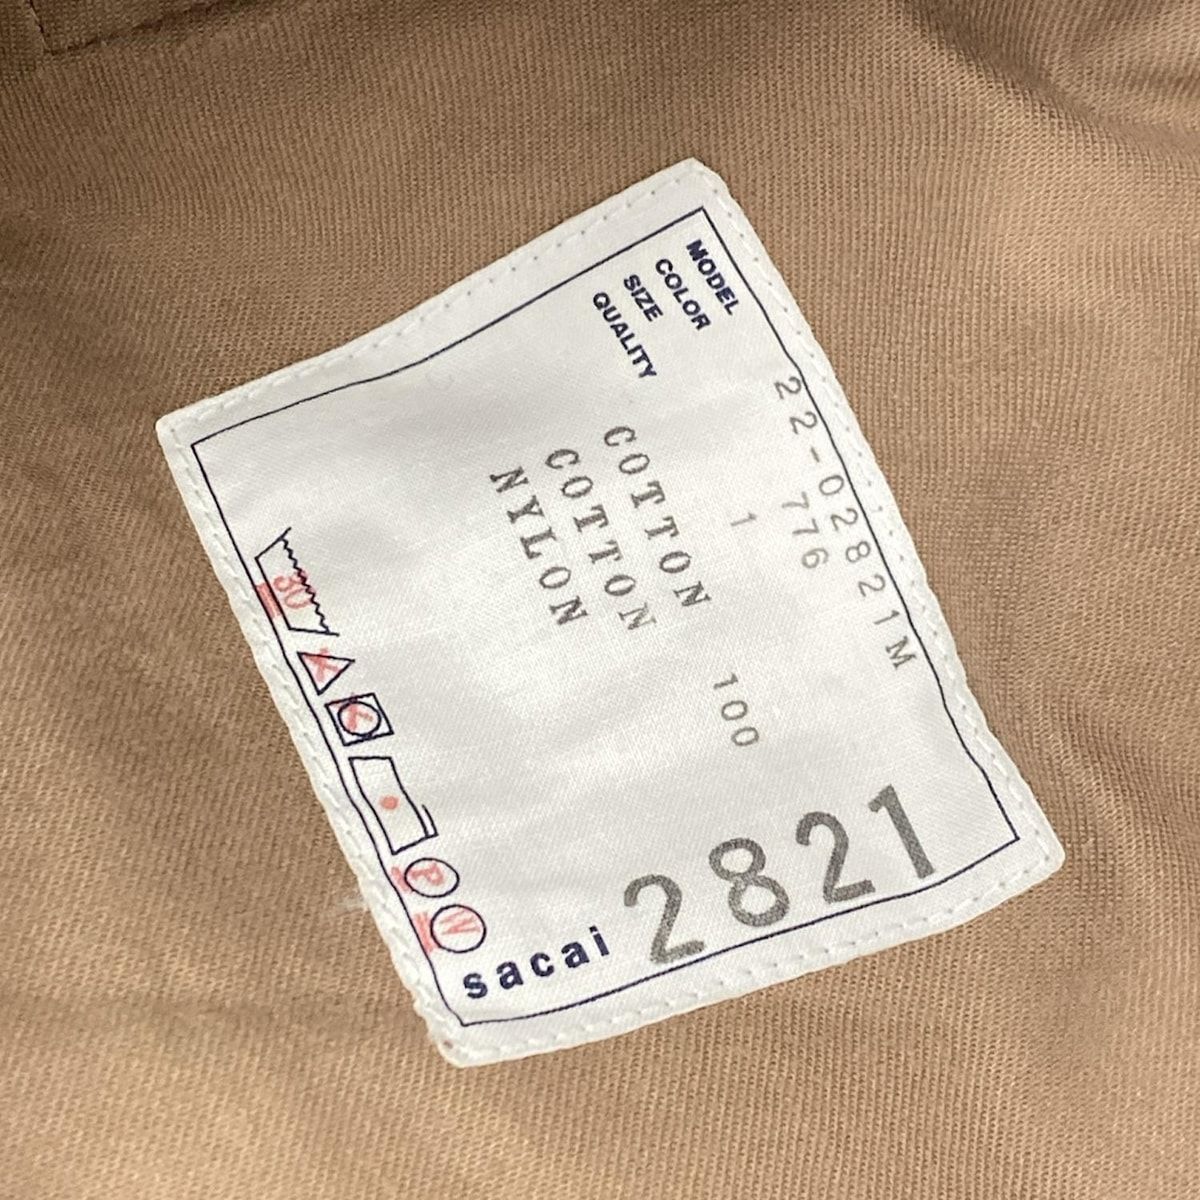 MODEL 22-02821M
COLOR 776
SIZE 1
QUALITY
COTTON 100
COTTON
NYLON
30
P
W
sacai 2821